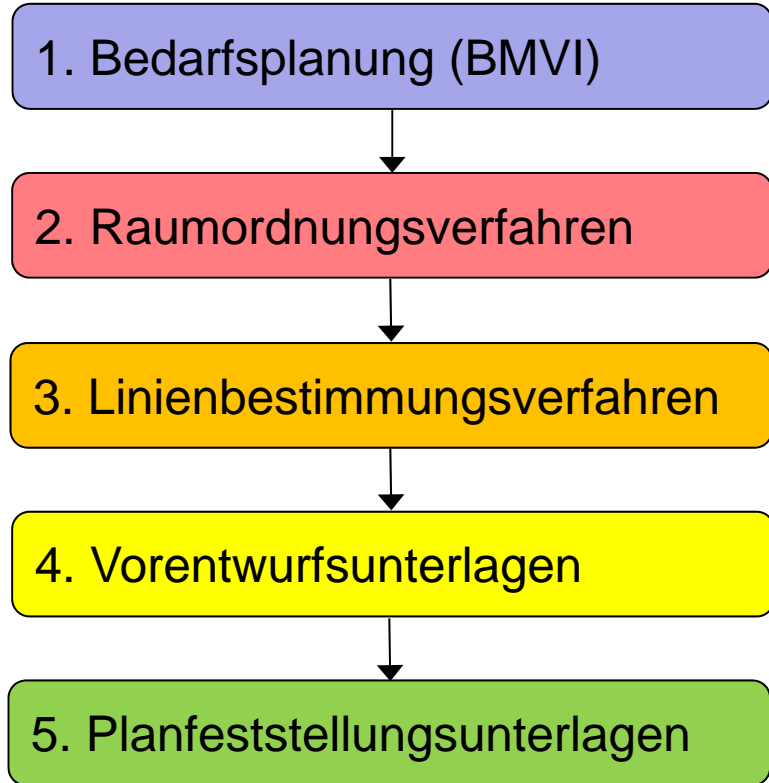 1. Bedarfsplanung (BMVI)
2. Raumordnungsverfahren
3. Linienbestimmungsverfahren
4. Vorentwurfsunterlagen
5. Planfeststellungsunterlagen